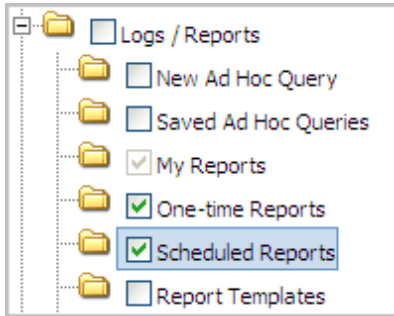 Logs / Reports
New Ad Hoc Query
Saved Ad Hoc Queries
My Reports
One-time Reports
Scheduled Reports
Report Templates